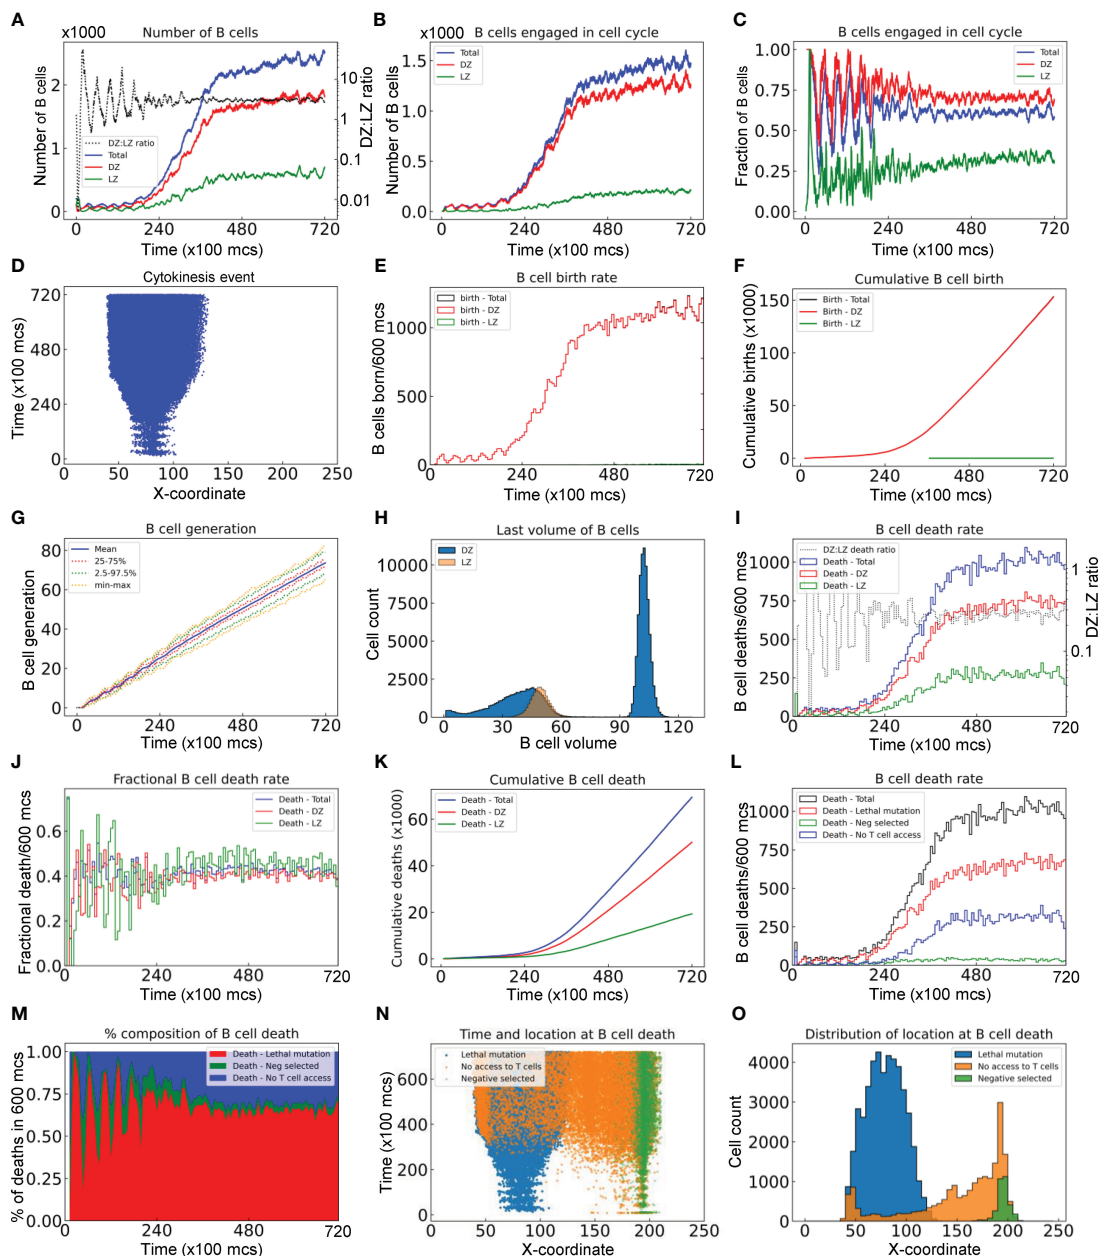 A
x1000
Number of B cells
Number of B cells
2
1
0
10
1
0.1
0.01
DZ:LZ ratio
DZ:LZ ratio
Total
DZ
LZ
0
240
480
720
Time (x100 mcs)
B
x1000
B cells engaged in cell cycle
Number of B cells
1.5
1.0
0.5
0.0
Total
DZ
LZ
0
240
480
720
Time (x100 mcs)
C
B cells engaged in cell cycle
Fraction of B cells
1.00
0.75
0.50
0.25
0.00
Total
DZ
LZ
0
240
480
720
Time (x100 mcs)
D
Cytokinesis event
Time (x100 mcs)
720
480
240
0
0
50
100
150
200
250
X-coordinate
E
B cell birth rate
B cells born/600 mcs
1000
500
0
birth - Total
birth - DZ
birth - LZ
0
240
480
720
Time (x100 mcs)
F
Cumulative B cell birth
Cumulative births (x1000)
150
100
50
0
Birth - Total
Birth - DZ
Birth - LZ
0
240
480
720
Time (x100 mcs)
G
B cell generation
B cell generation
80
60
40
20
0
Mean
25-75%
2.5-97.5%
min-max
0
240
480
720
Time (x100 mcs)
H
Last volume of B cells
Cell count
10000
7500
5000
2500
0
DZ
LZ
0
30
60
90
120
B cell volume
I
B cell death rate
B cell deaths/600 mcs
1000
750
500
250
0
1
0.1
DZ:LZ ratio
DZ:LZ death ratio
Death - Total
Death - DZ
Death - LZ
0
240
480
720
Time (x100 mcs)
J
Fractional B cell death rate
Fractional death/600 mcs
0.6
0.4
0.2
0.0
Death - Total
Death - DZ
Death - LZ
0
240
480
720
Time (x100 mcs)
K
Cumulative B cell death
Cumulative deaths (x1000)
60
40
20
0
Death - Total
Death - DZ
Death - LZ
0
240
480
720
Time (x100 mcs)
L
B cell death rate
B cell deaths/600 mcs
1000
750
500
250
0
Death - Total
Death - Lethal mutation
Death - Neg selected
Death - No T cell access
0
240
480
720
Time (x100 mcs)
M
% composition of B cell death
% of deaths in 600 mcs
1.00
0.75
0.50
0.25
0.00
Death - Lethal mutation
Death - Neg selected
Death - No T cell access
0
240
480
720
Time (x100 mcs)
N
Time and location at B cell death
Time (x100 mcs)
600
400
200
0
Lethal mutation
No access to T cells
Negative selected
0
50
100
150
200
250
X-coordinate
O
Distribution of location at B cell death
Cell count
4000
3000
2000
1000
0
Lethal mutation
No access to T cells
Negative selected
0
50
100
150
200
250
X-coordinate